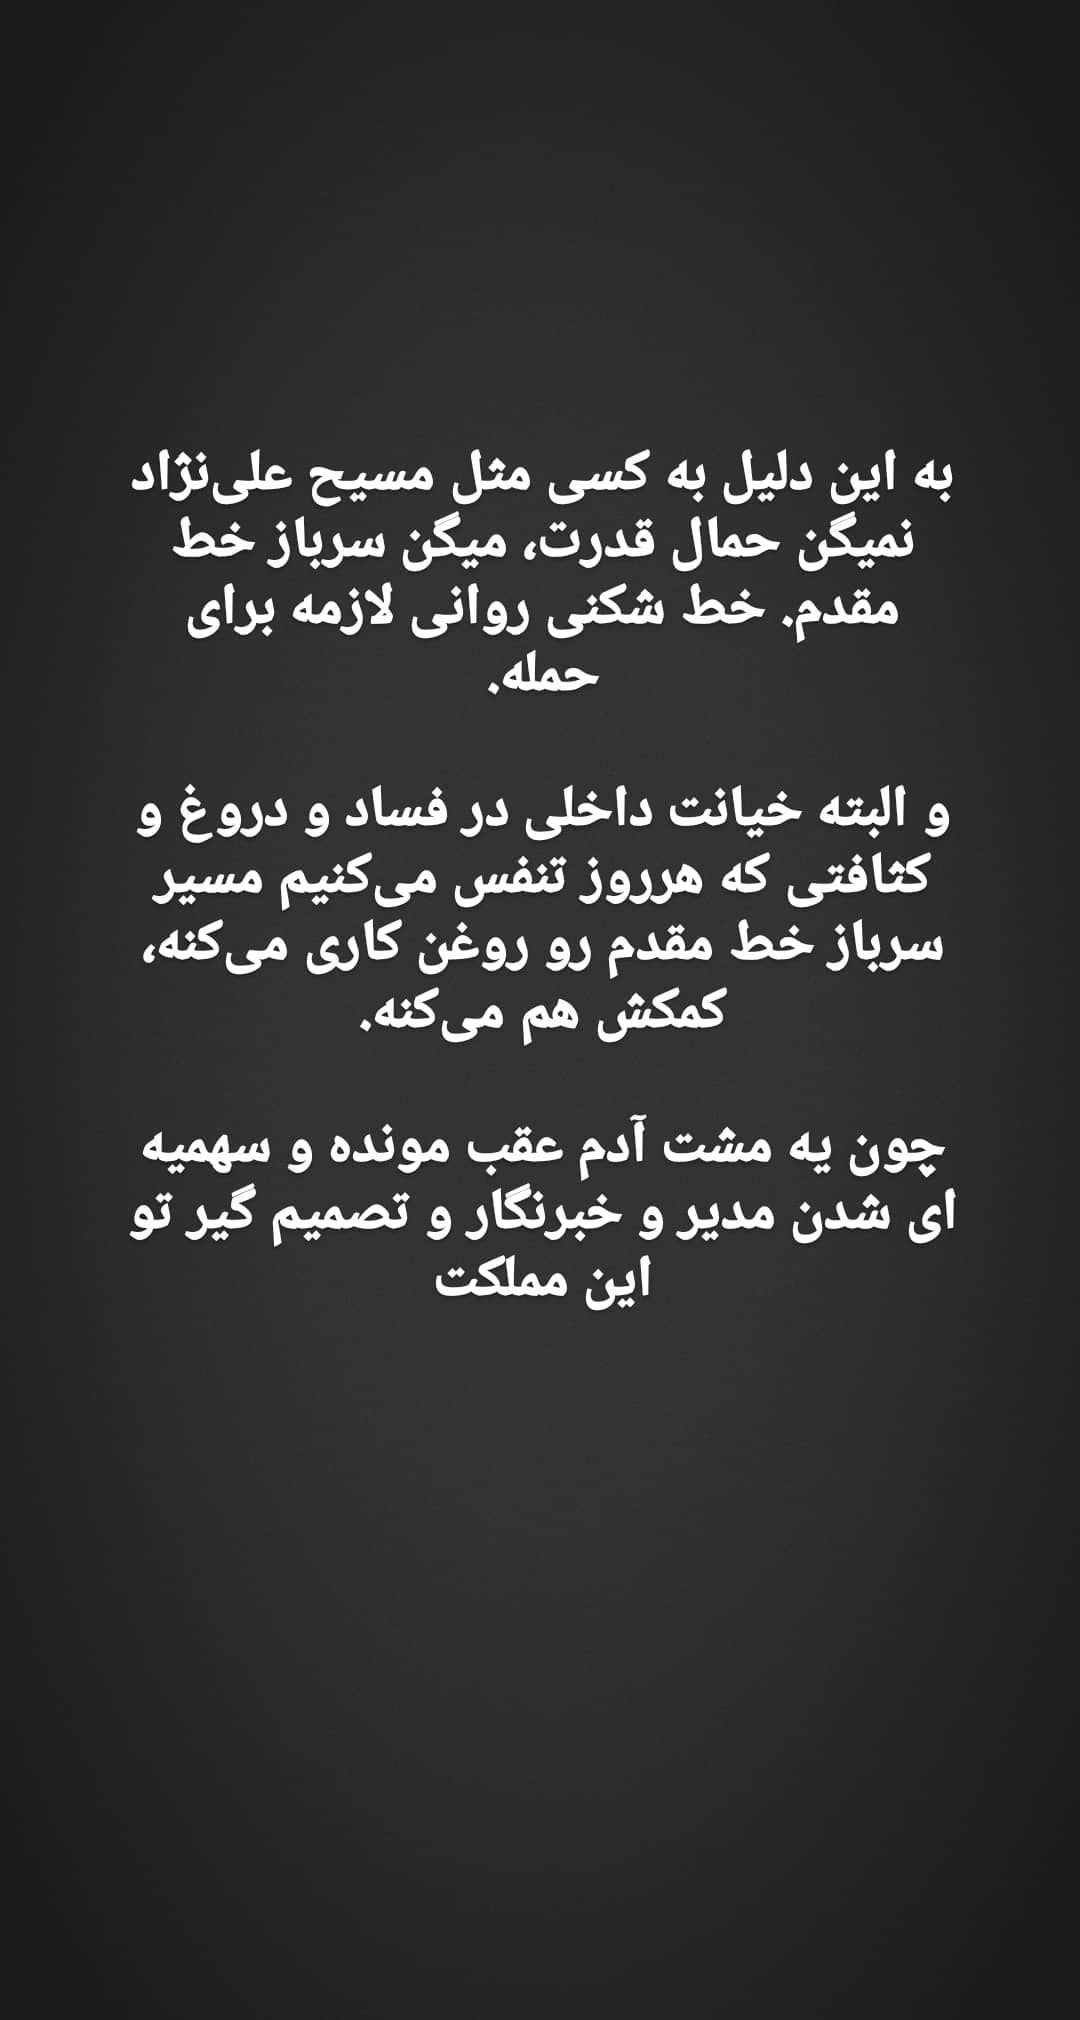 به این دلیل به کسی مثل مسیح علی‌نژاد
نمیگن حمال قدرت، میگن سرباز خط
مقدم. خط شکنی روانی لازمه برای
حمله.
و البته خیانت داخلی در فساد و دروغ و
کثافتی که هرروز تنفس می‌کنیم مسیر
سرباز خط مقدم رو روغن کاری می‌کنه،
کمکش هم می‌کنه.
چون یه مشت آدم عقب مونده و سهمیه
ای شدن مدیر و خبرنگار و تصمیم گیر تو
این مملکت